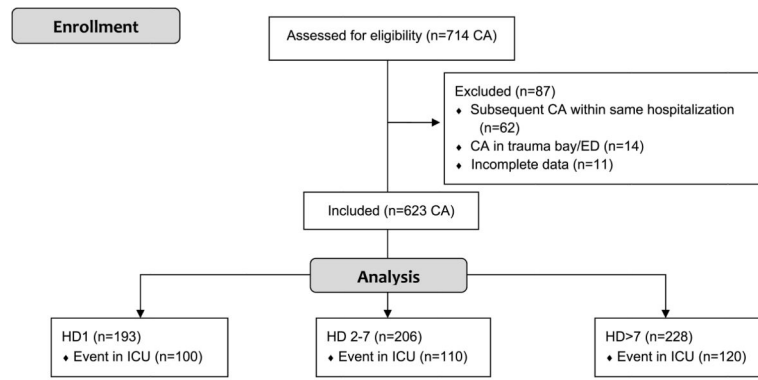 Enrollment
Assessed for eligibility (n=714 CA)
Excluded (n=87)
♦ Subsequent CA within same hospitalization
(n=62)
♦ CA in trauma bay/ED (n=14)
♦ Incomplete data (n=11)
Included (n=623 CA)
Analysis
HD1 (n=193)
♦ Event in ICU (n=100)
HD 2-7 (n=206)
♦ Event in ICU (n=110)
HD>7 (n=228)
♦ Event in ICU (n=120)